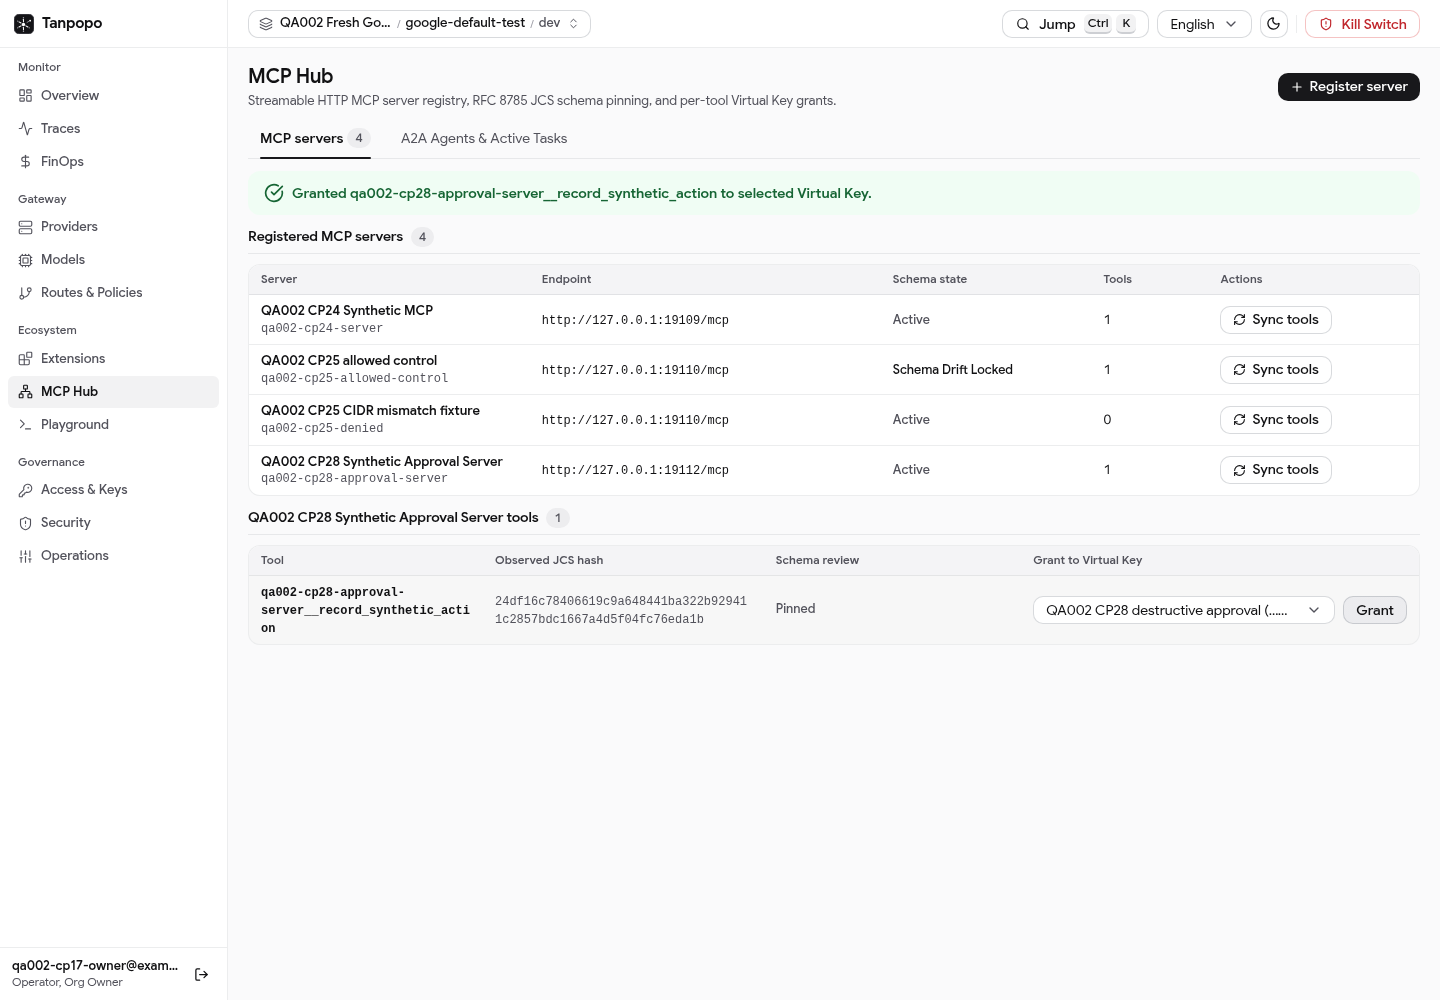 Tanpopo
QA002 Fresh Go... / google-default-test / dev
Jump Ctrl K
English
Kill Switch
Monitor
Overview
Traces
FinOps
Gateway
Providers
Models
Routes & Policies
Ecosystem
Extensions
MCP Hub
Playground
Governance
Access & Keys
Security
Operations
qa002-cp17-owner@exam...
Operator, Org Owner
MCP Hub
Streamable HTTP MCP server registry, RFC 8785 JCS schema pinning, and per-tool Virtual Key grants.
+ Register server
MCP servers 4
A2A Agents & Active Tasks
Granted qa002-cp28-approval-server__record_synthetic_action to selected Virtual Key.
Registered MCP servers 4
Server Endpoint Schema state Tools Actions
QA002 CP24 Synthetic MCP
qa002-cp24-server
http://127.0.0.1:19109/mcp Active 1 Sync tools
QA002 CP25 allowed control
qa002-cp25-allowed-control
http://127.0.0.1:19110/mcp Schema Drift Locked 1 Sync tools
QA002 CP25 CIDR mismatch fixture
qa002-cp25-denied
http://127.0.0.1:19110/mcp Active 0 Sync tools
QA002 CP28 Synthetic Approval Server
qa002-cp28-approval-server
http://127.0.0.1:19112/mcp Active 1 Sync tools
QA002 CP28 Synthetic Approval Server tools 1
Tool Observed JCS hash Schema review Grant to Virtual Key
qa002-cp28-approval-
server__record_synthetic_acti
on
24df16c78406619c9a648441ba322b92941
1c2857bdc1667a4d5f04fc76eda1b
Pinned
QA002 CP28 destructive approval (......
Grant